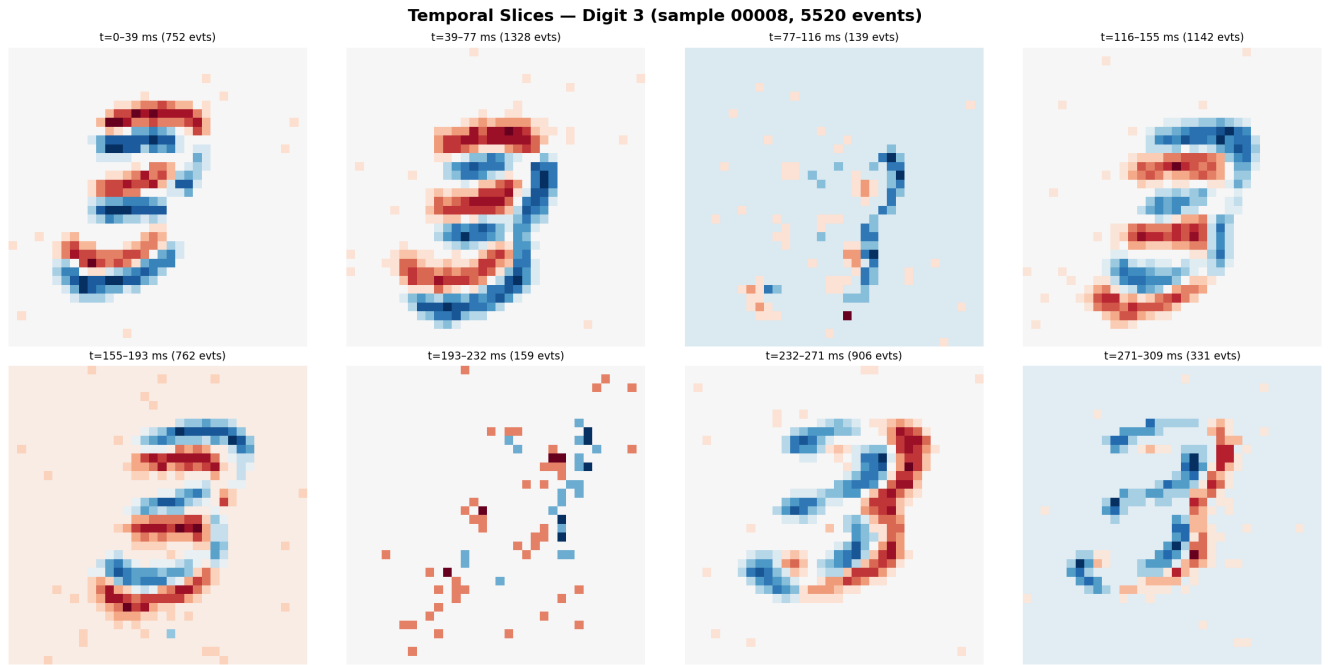 Temporal Slices — Digit 3 (sample 00008, 5520 events)
t=0–39 ms (752 evts)
t=39–77 ms (1328 evts)
t=77–116 ms (139 evts)
t=116–155 ms (1142 evts)
t=155–193 ms (762 evts)
t=193–232 ms (159 evts)
t=232–271 ms (906 evts)
t=271–309 ms (331 evts)